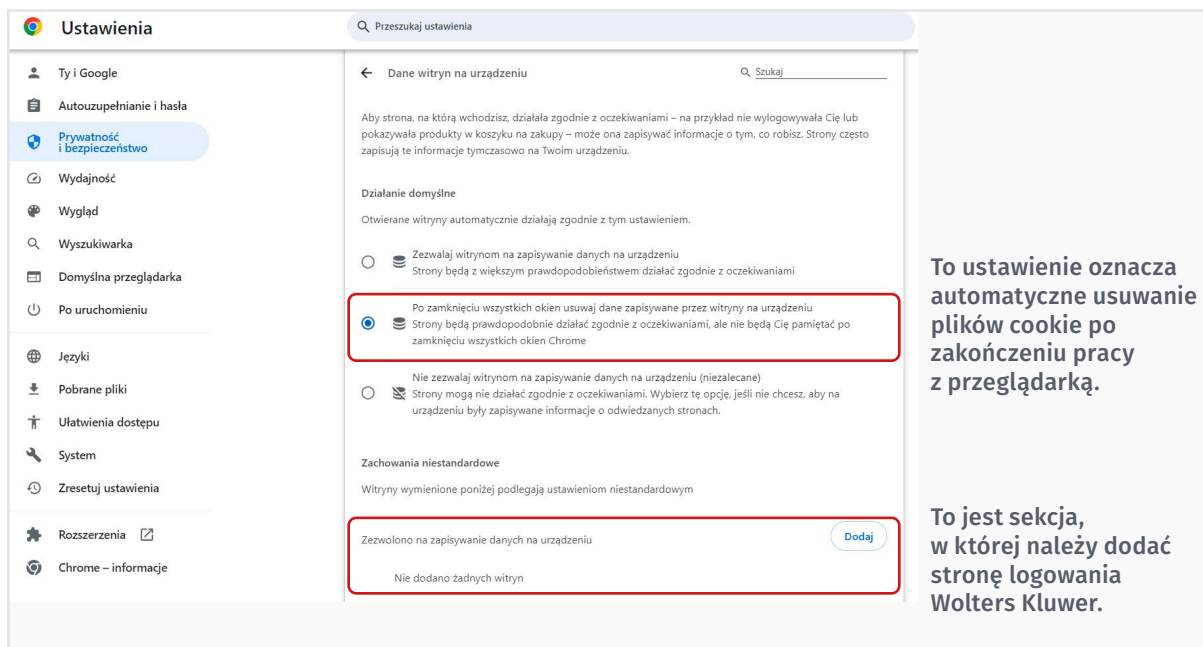 Ustawienia
Przeszukaj ustawienia
Ty i Google
Autouzupełnianie i hasła
Prywatność
i bezpieczeństwo
Wydajność
Wygląd
Wyszukiwarka
Domyślna przeglądarka
Po uruchomieniu
Języki
Pobrane pliki
Ułatwienia dostępu
System
Zresetuj ustawienia
Rozszerzenia
Chrome – informacje
Dane witryn na urządzeniu
Szukaj
Aby strona, na którą wchodzisz, działała zgodnie z oczekiwaniami – na przykład nie wylogowywała Cię lub
pokazywała produkty w koszyku na zakupy – może ona zapisywać informacje o tym, co robisz. Strony często
zapisują te informacje tymczasowo na Twoim urządzeniu.
Działanie domyślne
Otwierane witryny automatycznie działają zgodnie z tym ustawieniem.
Zezwalaj witrynom na zapisywanie danych na urządzeniu
Strony będą z większym prawdopodobieństwem działać zgodnie z oczekiwaniami
Po zamknięciu wszystkich okien usuwaj dane zapisywane przez witryny na urządzeniu
Strony będą prawdopodobnie działać zgodnie z oczekiwaniami, ale nie będą Cię pamiętać po
zamknięciu wszystkich okien Chrome
Nie zezwalaj witrynom na zapisywanie danych na urządzeniu (niezalecane)
Strony mogą nie działać zgodnie z oczekiwaniami. Wybierz tę opcję, jeśli nie chcesz, aby na
urządzeniu były zapisywane informacje o odwiedzanych stronach.
Zachowania niestandardowe
Witryny wymienione poniżej podlegają ustawieniom niestandardowym
Zezwolono na zapisywanie danych na urządzeniu
Dodaj
Nie dodano żadnych witryn
To ustawienie oznacza
automatyczne usuwanie
plików cookie po
zakończeniu pracy
z przeglądarką.
To jest sekcja,
w której należy dodać
stronę logowania
Wolters Kluwer.